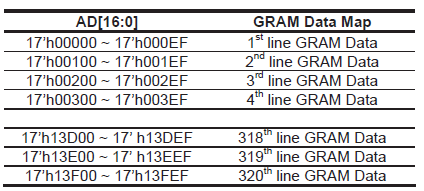 AD[16:0] GRAM Data Map
17'h00000 ~ 17'h000EF 1st line GRAM Data
17'h00100 ~ 17'h001EF 2nd line GRAM Data
17'h00200 ~ 17'h002EF 3rd line GRAM Data
17'h00300 ~ 17'h003EF 4th line GRAM Data
17'h13D00 ~ 17' h13DEF 318th line GRAM Data
17'h13E00 ~ 17' h13EEF 319th line GRAM Data
17'h13F00 ~ 17'h13FEF 320th line GRAM Data